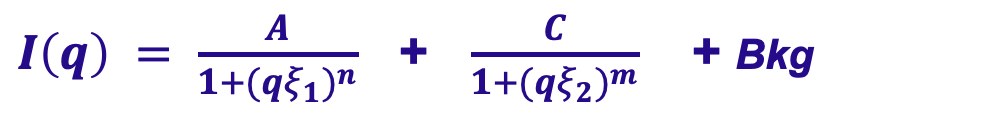 I(q) = A/(1+(qξ₁)ⁿ) + C/(1+(qξ₂)ᵐ) + Bkg